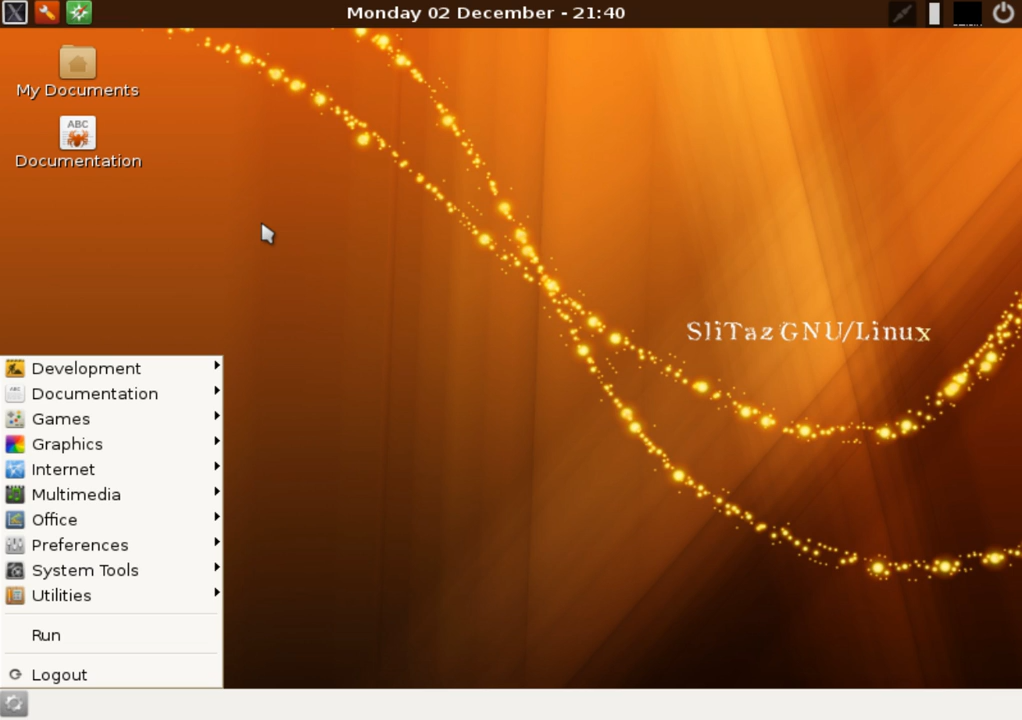 Monday 02 December - 21:40
My Documents
ABC
Documentation
SliTaz GNU/Linux
Development
Documentation
Games
Graphics
Internet
Multimedia
Office
Preferences
System Tools
Utilities
Run
Logout